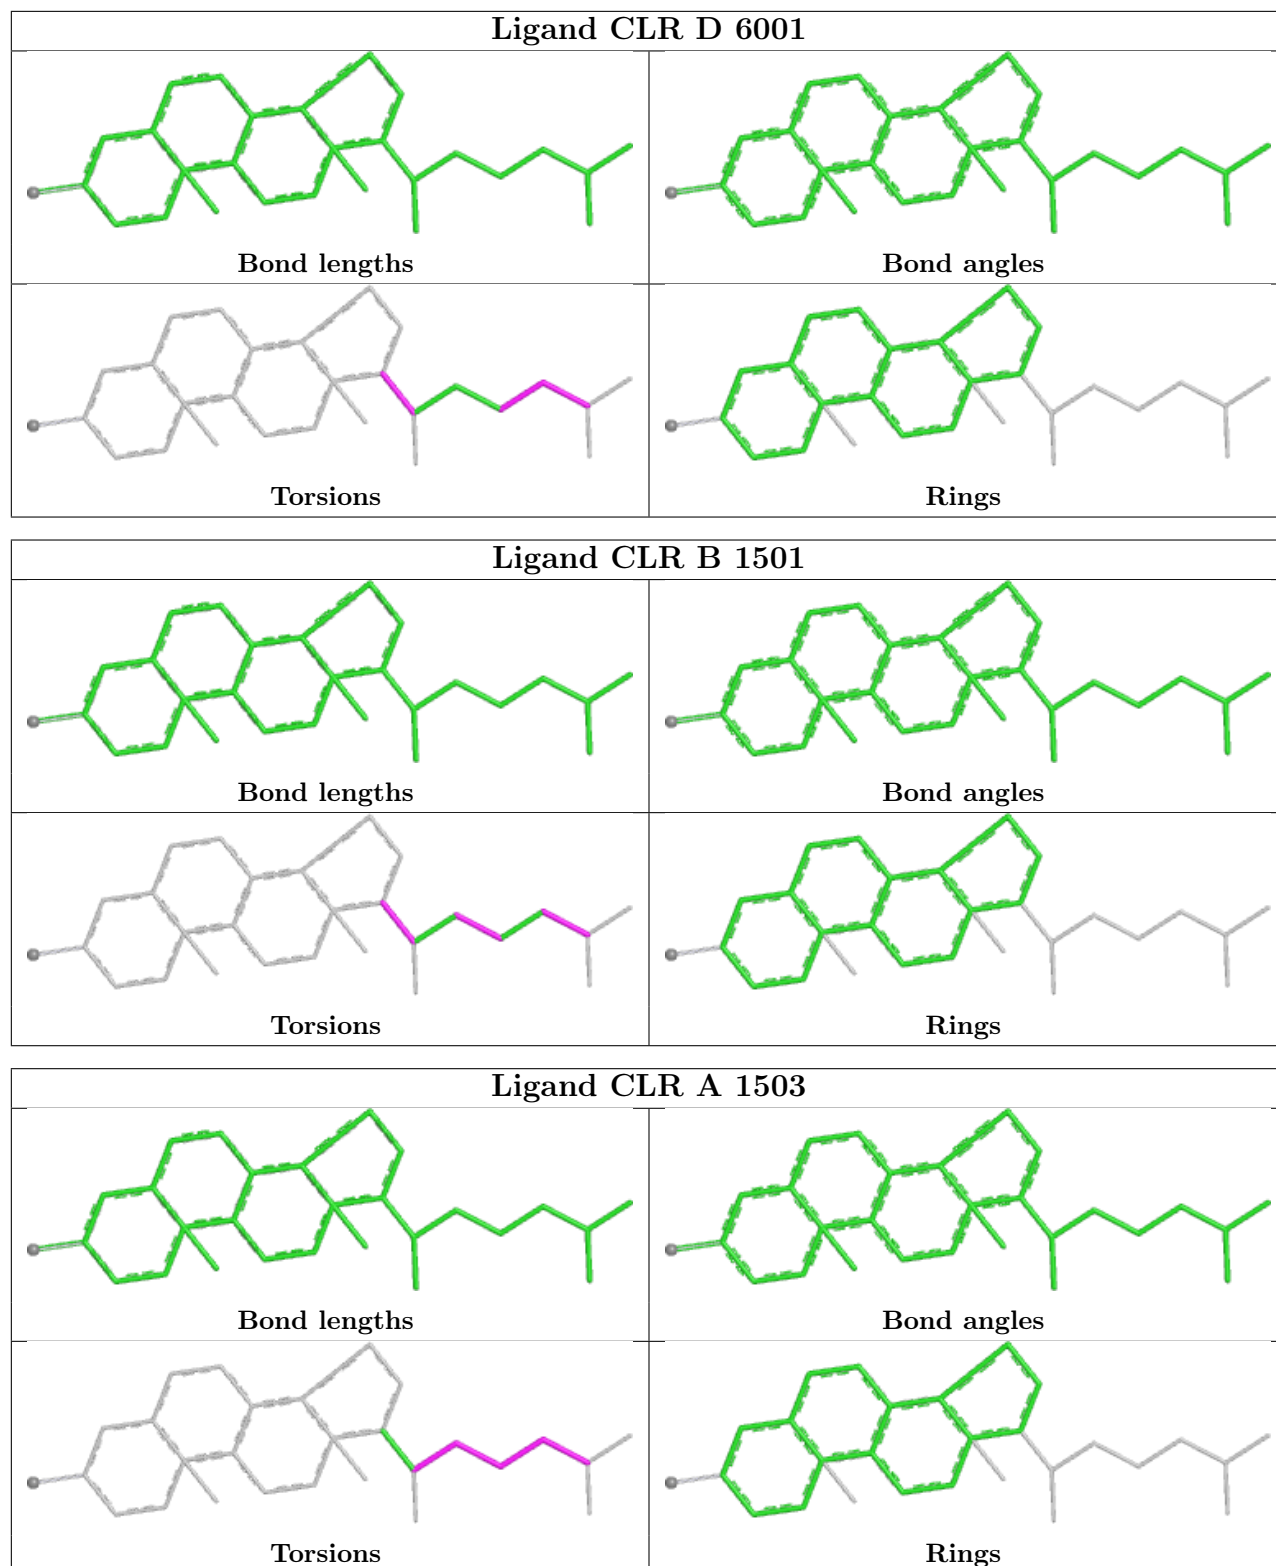 Ligand CLR D 6001
Bond lengths
Bond angles
Torsions
Rings
Ligand CLR B 1501
Bond lengths
Bond angles
Torsions
Rings
Ligand CLR A 1503
Bond lengths
Bond angles
Torsions
Rings